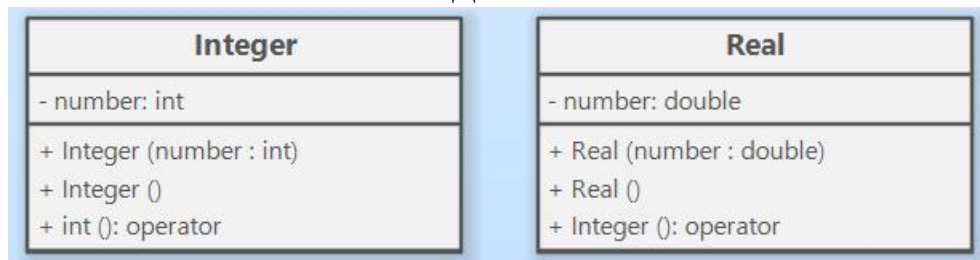 Integer
- number: int
+ Integer (number : int)
+ Integer ()
+ int (): operator
Real
- number: double
+ Real (number : double)
+ Real ()
+ Integer (): operator